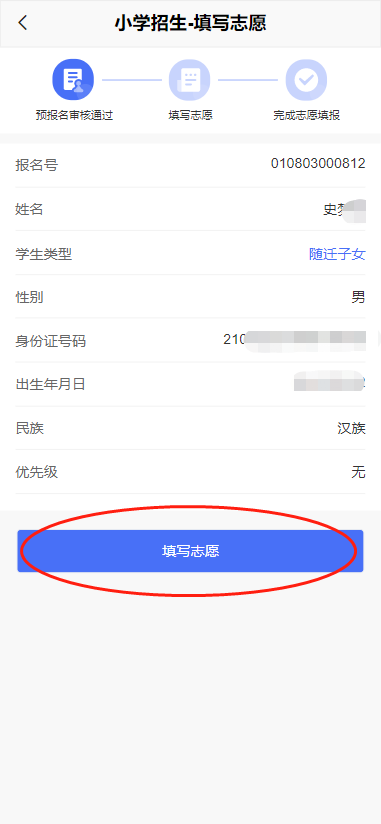 小学招生-填写志愿
预报名审核通过
填写志愿
完成志愿填报
报名号 010803000812
姓名 史
学生类型 随迁子女
性别 男
身份证号码 210
出生年月日
民族 汉族
优先级 无
填写志愿